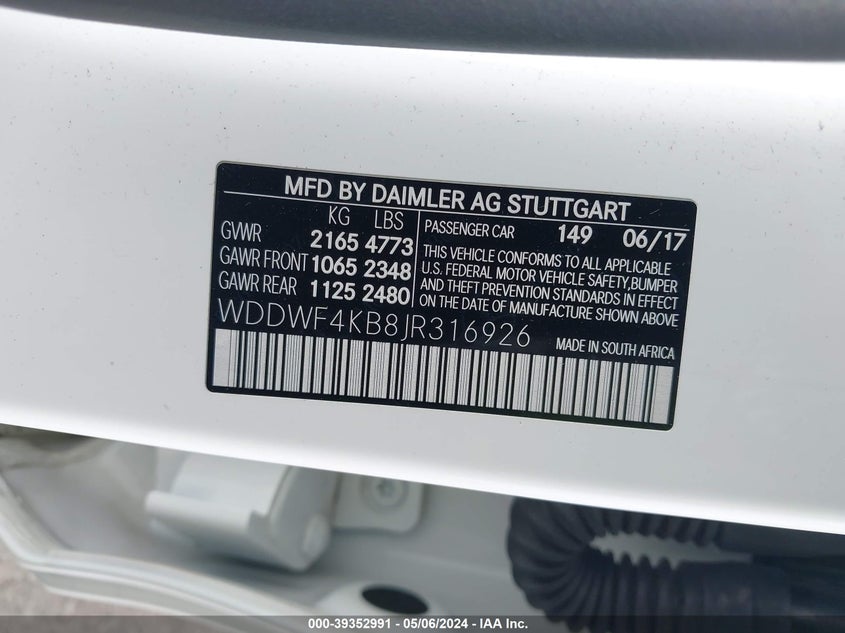 MFD BY DAIMLER AG STUTTGART
KG LBS
GVWR 2165 4773
GAWR FRONT 1065 2348
GAWR REAR 1125 2480
PASSENGER CAR 149 06/17
THIS VEHICLE CONFORMS TO ALL APPLICABLE
U.S. FEDERAL MOTOR VEHICLE SAFETY,BUMPER
AND THEFT PREVENTION STANDARDS IN EFFECT
ON THE DATE OF MANUFACTURE SHOWN ABOVE
WDDWF4KB8JR316926
MADE IN SOUTH AFRICA
000-39352991 - 05/06/2024 - IAA Inc.